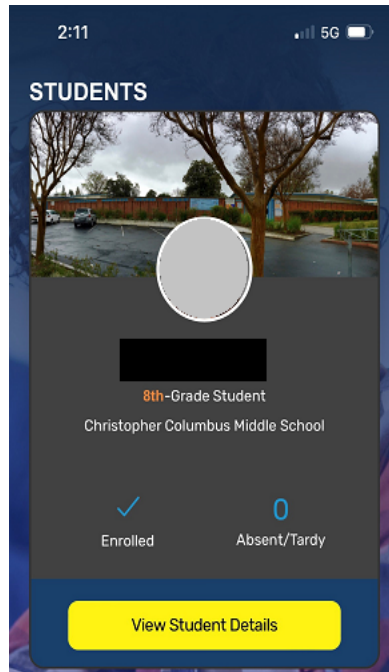 2:11 5G
STUDENTS
8th-Grade Student
Christopher Columbus Middle School
✓ 0
Enrolled Absent/Tardy
View Student Details